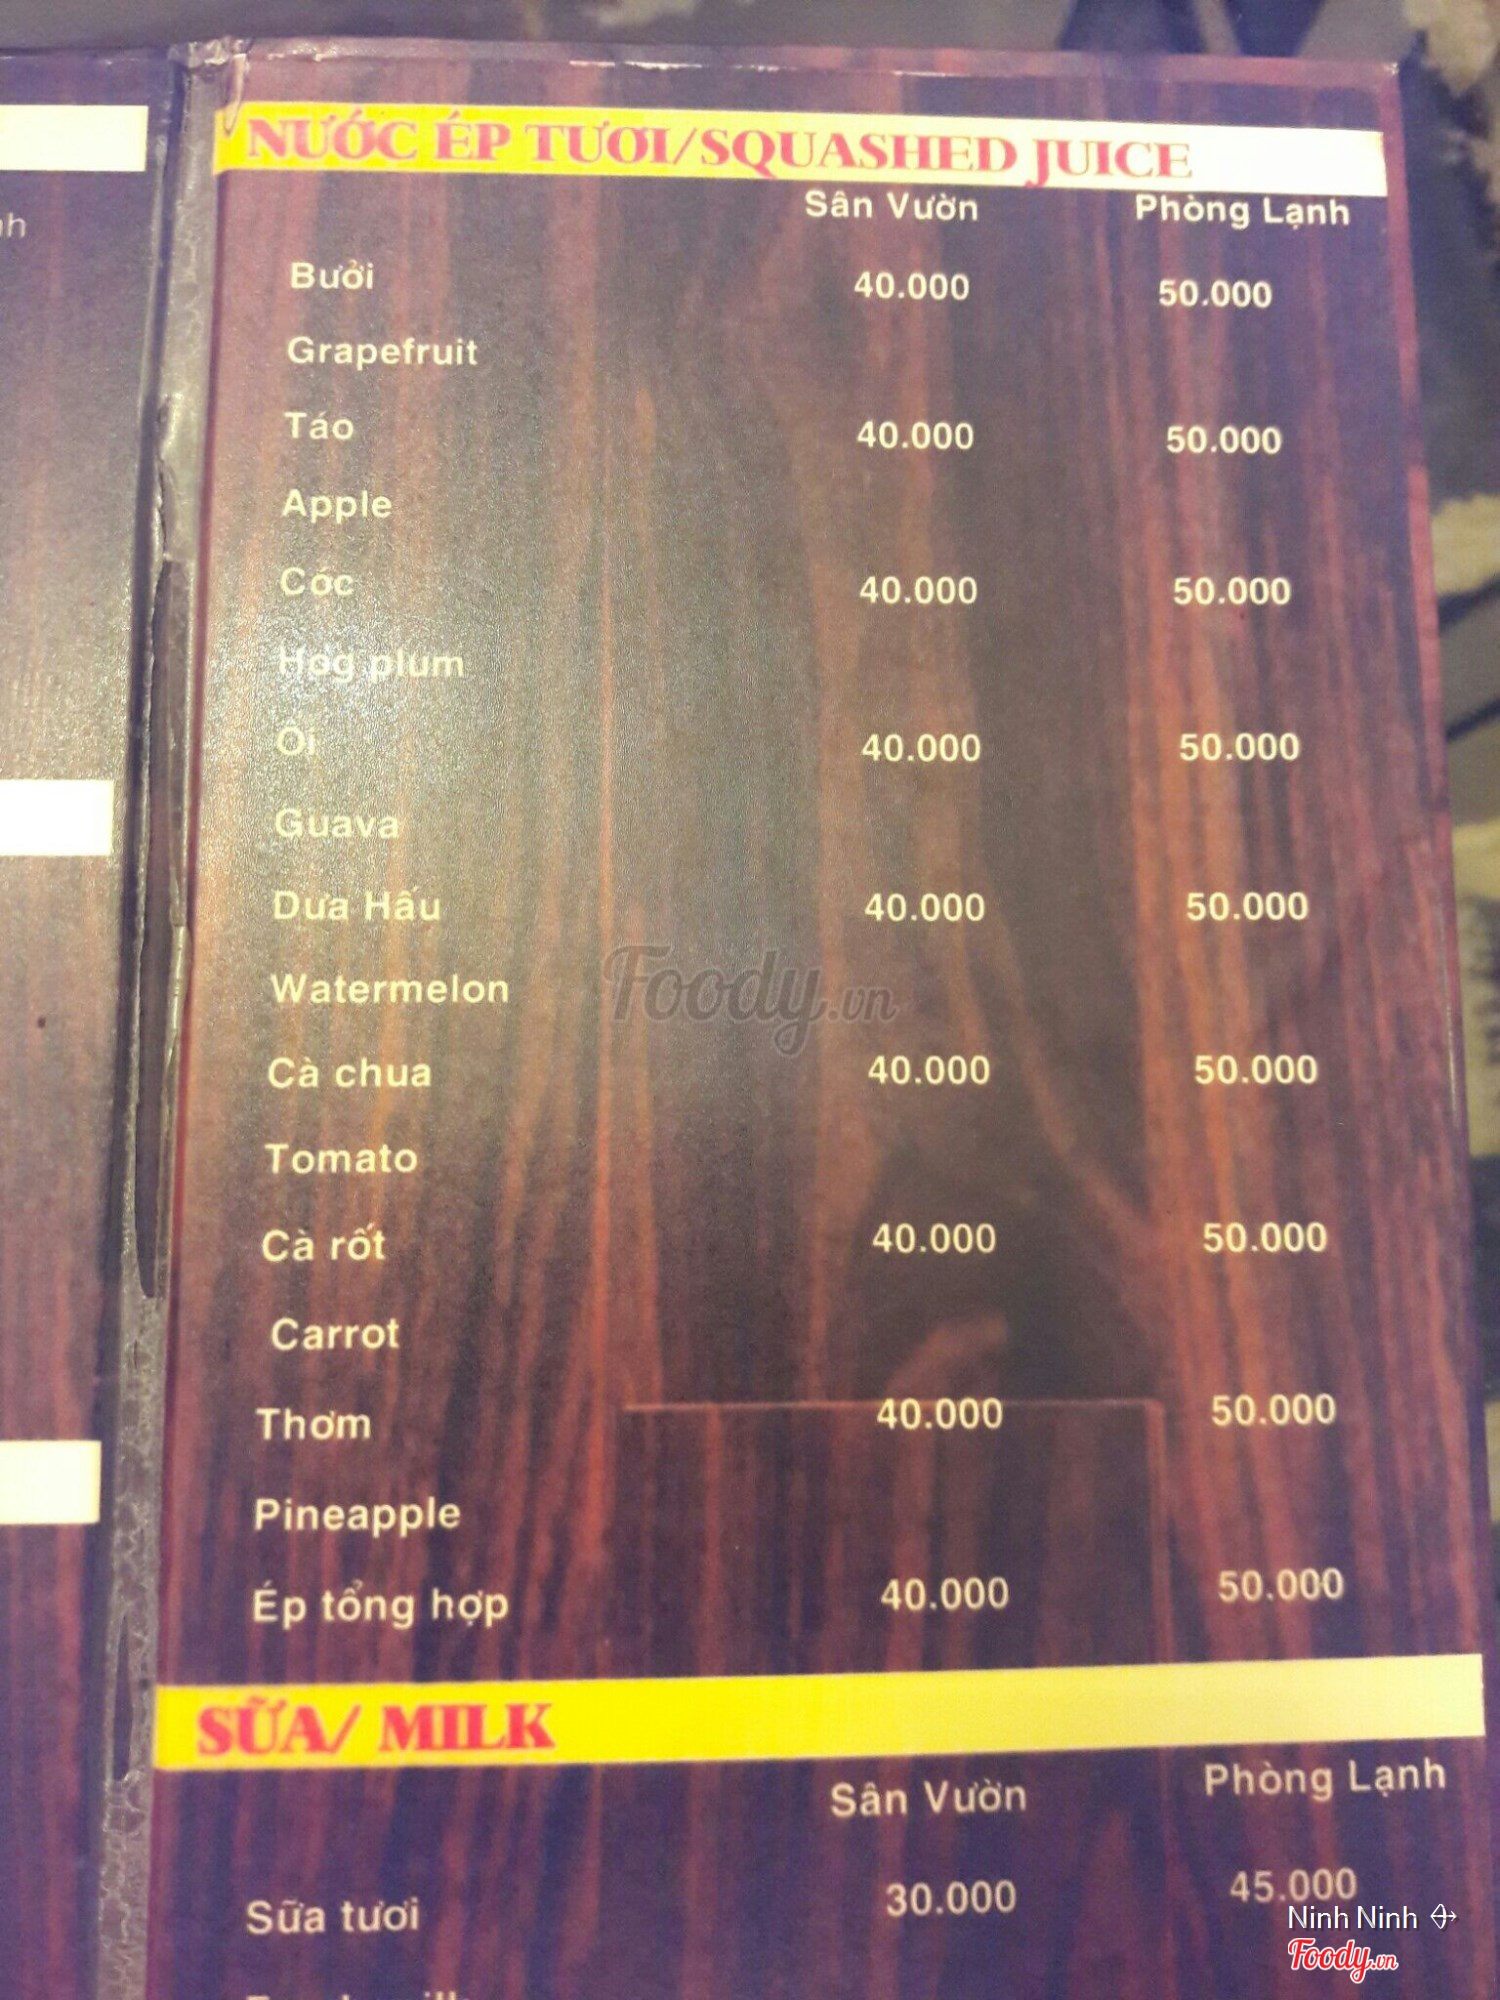 NƯỚC ÉP TƯƠI/SQUASHED JUICE
Sân Vườn Phòng Lạnh
Bưởi 40.000 50.000
Grapefruit
Táo 40.000 50.000
Apple
Cóc 40.000 50.000
Hog plum
Ổi 40.000 50.000
Guava
Dưa Hấu 40.000 50.000
Watermelon
Foody.vn
Cà chua 40.000 50.000
Tomato
Cà rốt 40.000 50.000
Carrot
Thơm 40.000 50.000
Pineapple
Ép tổng hợp 40.000 50.000
SỮA/ MILK
Sân Vườn Phòng Lạnh
Sữa tươi 30.000 45.000
Ninh Ninh
Foody.vn